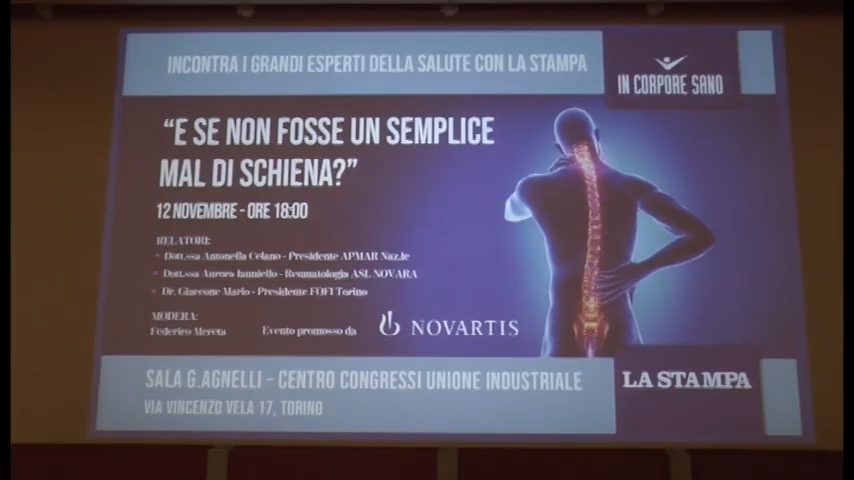 INCONTRA I GRANDI ESPERTI DELLA SALUTE CON LA STAMPA
IN CORPORE SANO
"E SE NON FOSSE UN SEMPLICE
MAL DI SCHIENA?"
12 NOVEMBRE - ORE 18:00
RELATORI:
Dott.ssa Antonella Celano - Presidente APMAR Naz.le
Dott.ssa Aurora Ianniello - Reumatologia ASL NOVARA
Dr. Giaccone Mario - Presidente FOFI Torino
MODERA:
Federico Mereta
Evento promosso da
NOVARTIS
SALA G.AGNELLI - CENTRO CONGRESSI UNIONE INDUSTRIALE
VIA VINCENZO VELA 17, TORINO
LA STAMPA